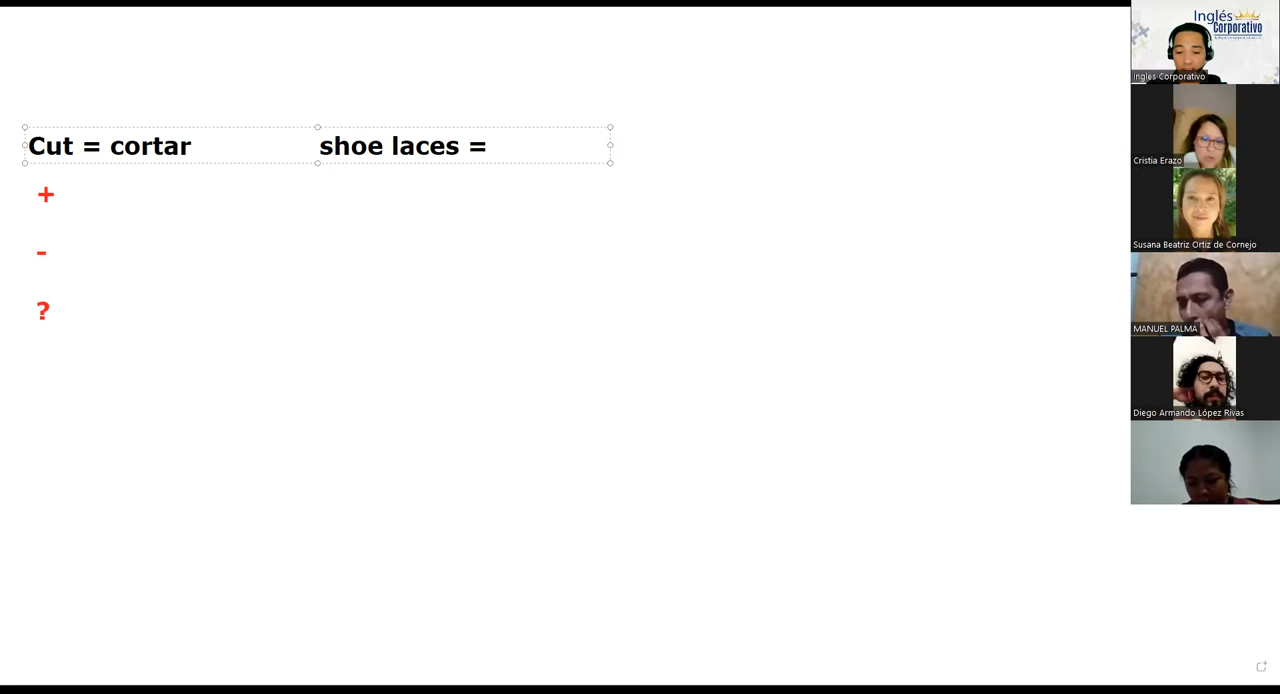 Cut = cortar shoe laces =
+
-
?
Inglés
Corporativo
Ingles Corporativo
Cristia Erazo
Susana Beatriz Ortiz de Cornejo
MANUEL PALMA
Diego Armando López Rivas